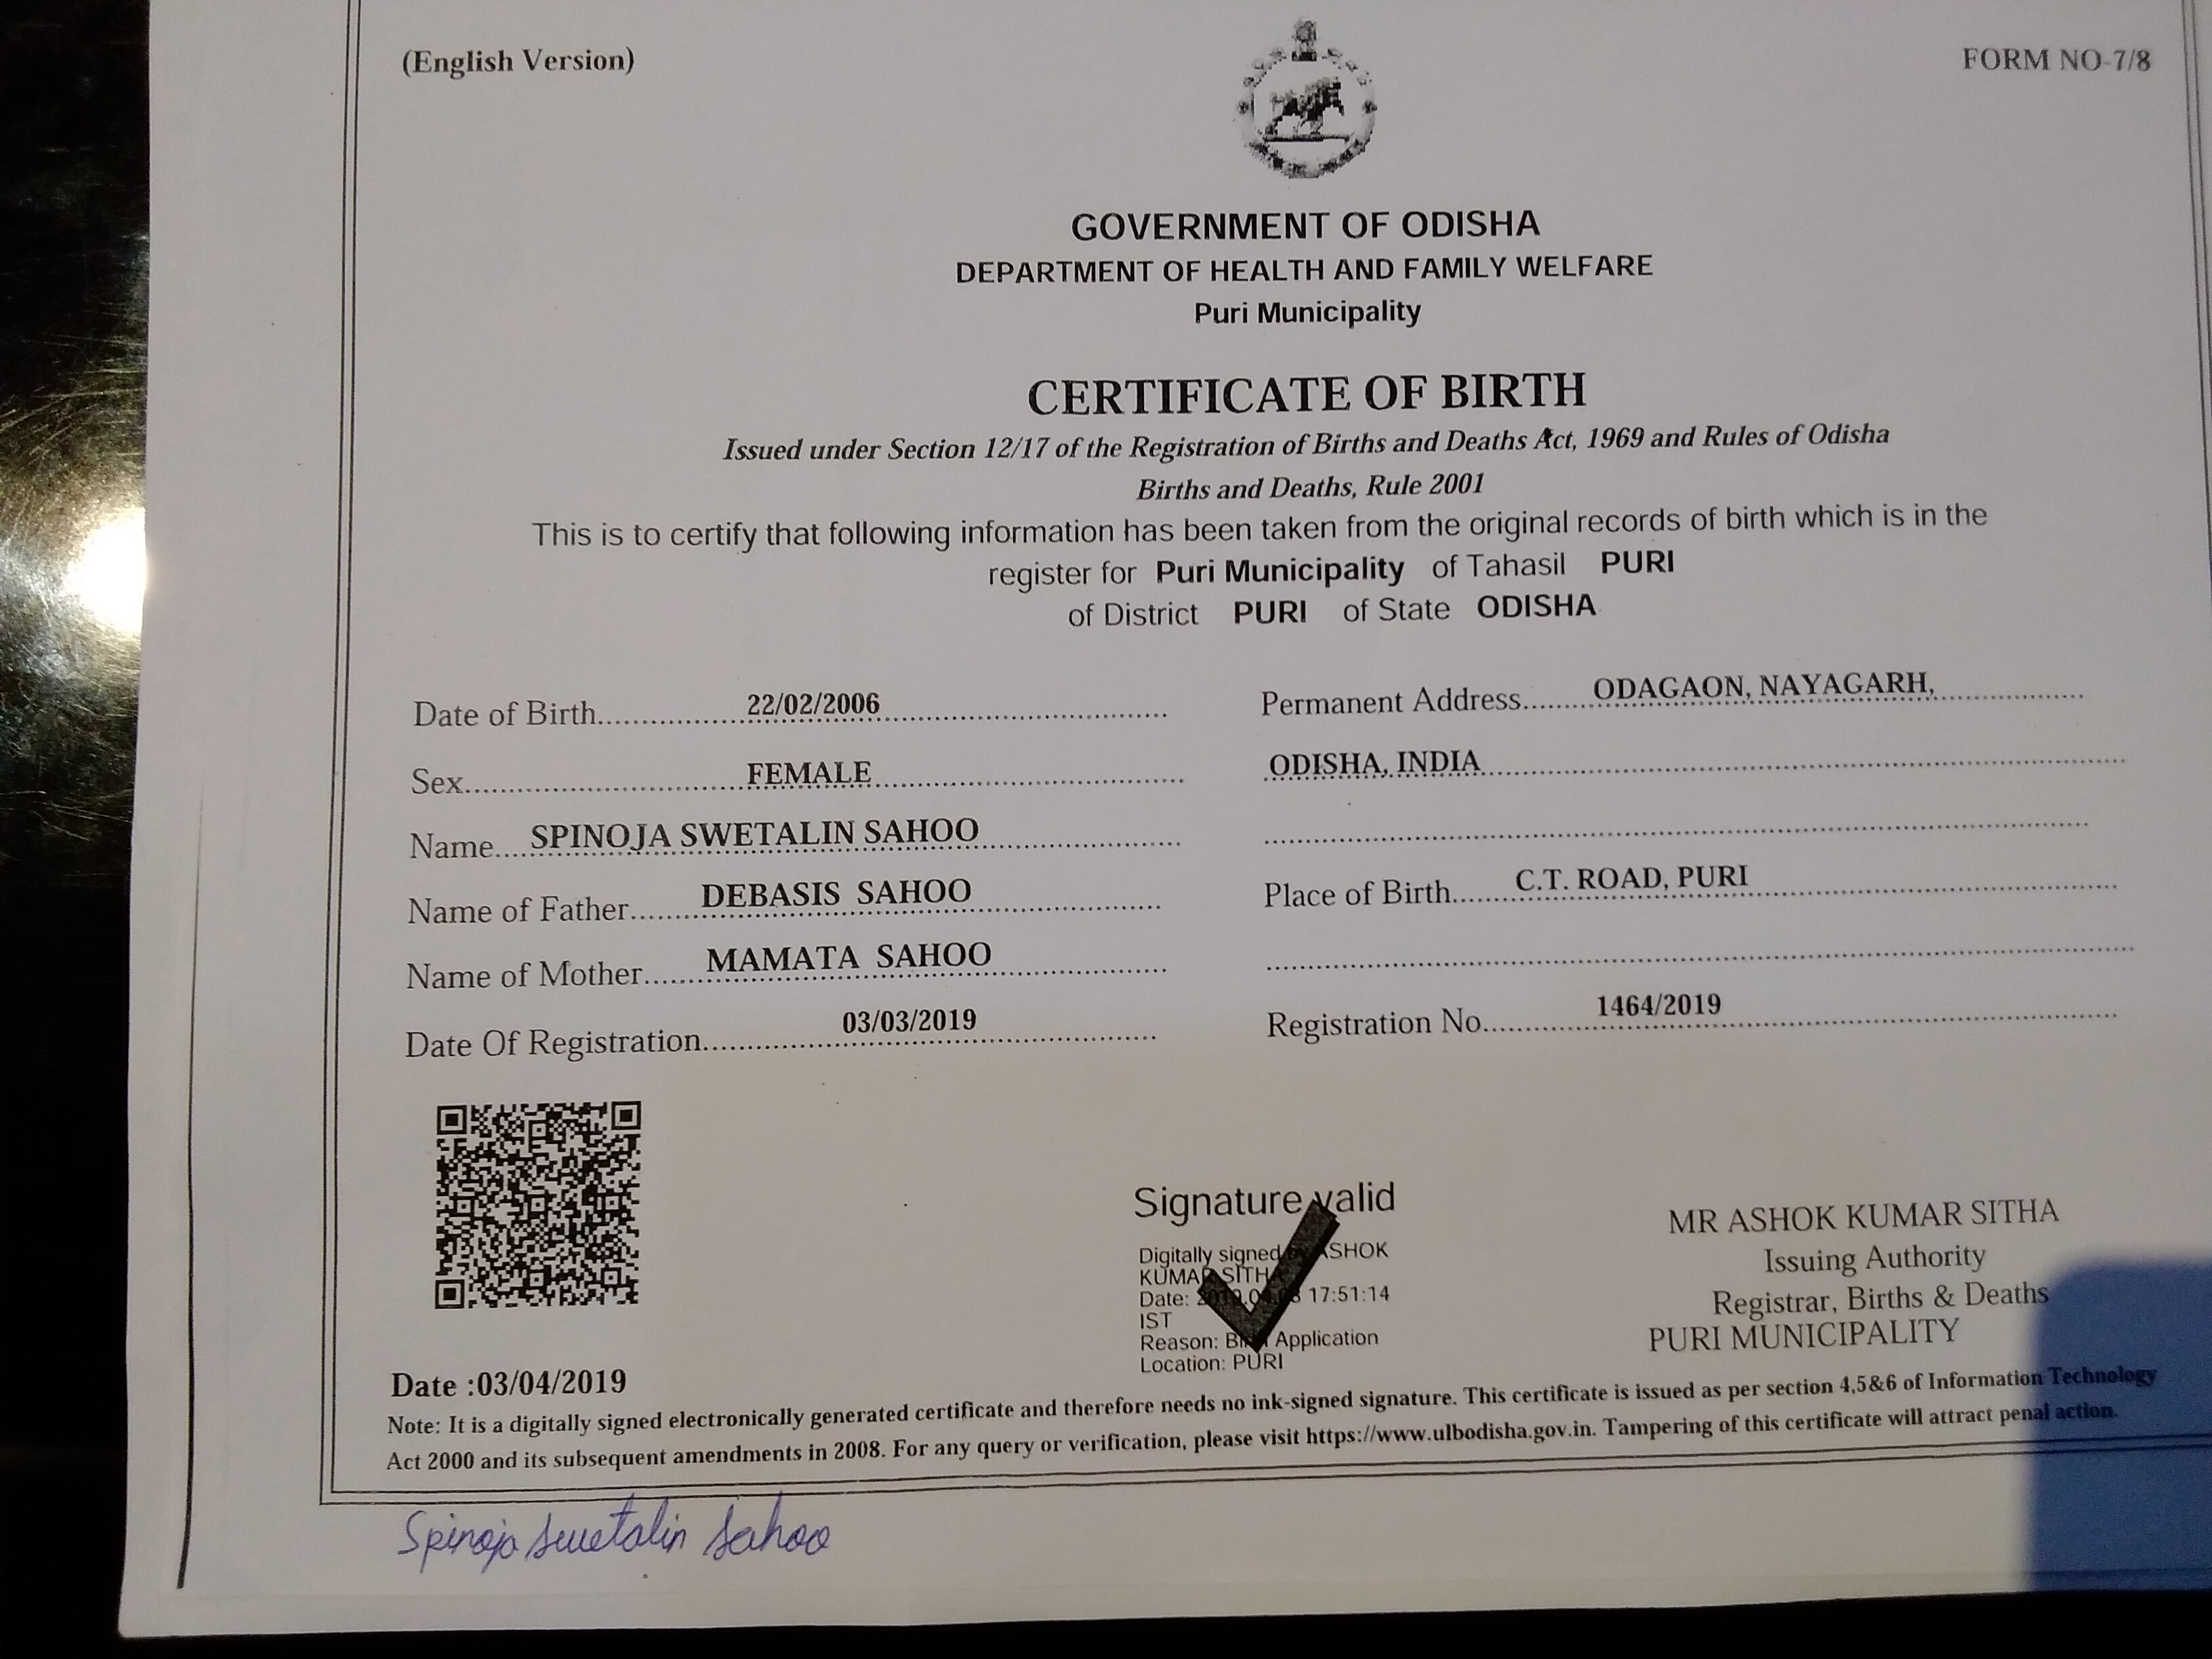 (English Version)
FORM NO-7/8
GOVERNMENT OF ODISHA
DEPARTMENT OF HEALTH AND FAMILY WELFARE
Puri Municipality
CERTIFICATE OF BIRTH
Issued under Section 12/17 of the Registration of Births and Deaths Act, 1969 and Rules of Odisha
Births and Deaths, Rule 2001
This is to certify that following information has been taken from the original records of birth which is in the
register for Puri Municipality of Tahasil PURI
of District PURI of State ODISHA
Date of Birth 22/02/2006
Sex FEMALE
Name SPINOJA SWETALIN SAHOO
Name of Father DEBASIS SAHOO
Name of Mother MAMATA SAHOO
Date Of Registration 03/03/2019
Permanent Address ODAGAON, NAYAGARH,
ODISHA, INDIA
Place of Birth C.T. ROAD, PURI
Registration No 1464/2019
Signature valid
Digitally signed by ASHOK
KUMAR SITHA
Date: 17:51:14
IST
Reason: Birth Application
Location: PURI
MR ASHOK KUMAR SITHA
Issuing Authority
Registrar, Births & Deaths
PURI MUNICIPALITY
Date :03/04/2019
Note: It is a digitally signed electronically generated certificate and therefore needs no ink-signed signature. This certificate is issued as per section 4,5&6 of Information Technology
Act 2000 and its subsequent amendments in 2008. For any query or verification, please visit https://www.ulbodisha.gov.in. Tampering of this certificate will attract penal action.
Spinoja Swetalin Sahoo